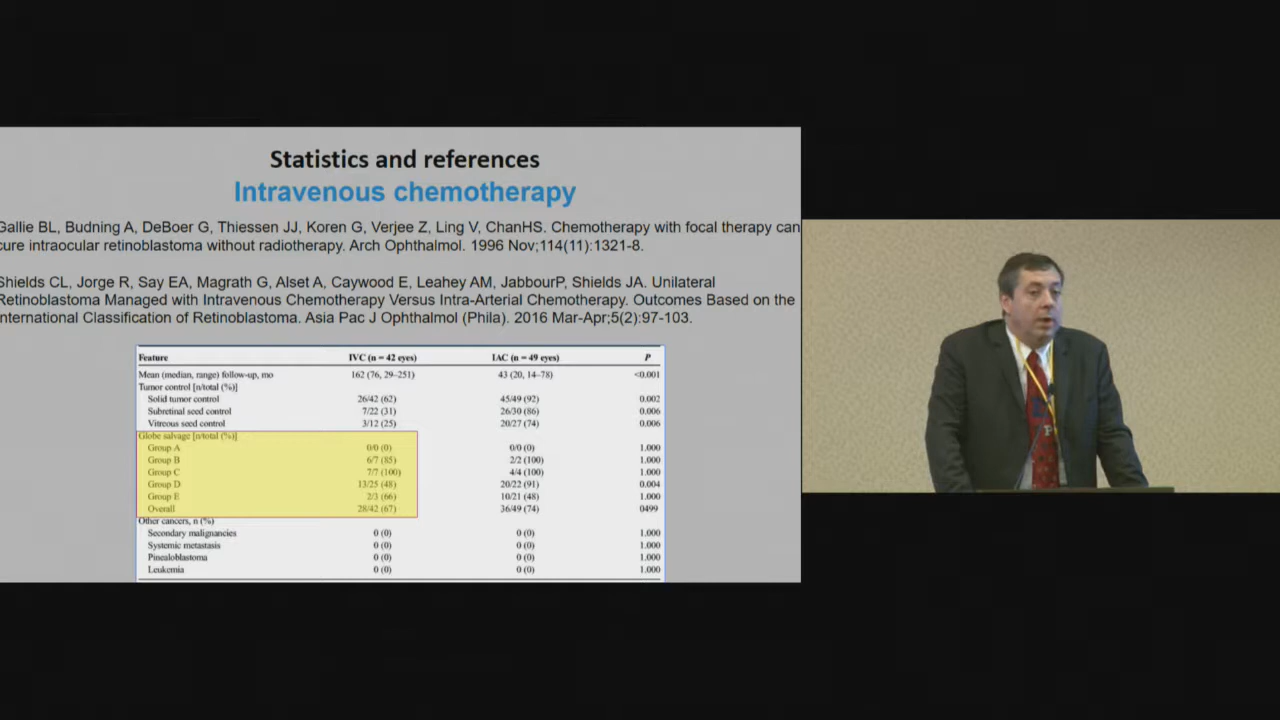 Statistics and references
Intravenous chemotherapy
Gallie BL, Budning A, DeBoer G, Thiessen JJ, Koren G, Verjee Z, Ling V, ChanHS. Chemotherapy with focal therapy can
cure intraocular retinoblastoma without radiotherapy. Arch Ophthalmol. 1996 Nov;114(11):1321-8.
Shields CL, Jorge R, Say EA, Magrath G, Alset A, Caywood E, Leahey AM, JabbourP, Shields JA. Unilateral
Retinoblastoma Managed with Intravenous Chemotherapy Versus Intra-Arterial Chemotherapy. Outcomes Based on the
nternational Classification of Retinoblastoma. Asia Pac J Ophthalmol (Phila). 2016 Mar-Apr;5(2):97-103.
Feature IVC (n = 42 eyes) IAC (n = 49 eyes) P
Mean (median, range) follow-up, mo 162 (76, 29–251) 43 (20, 14–78) <0.001
Tumor control [n/total (%)]
Solid tumor control 26/42 (62) 45/49 (92) 0.002
Subretinal seed control 7/22 (31) 26/30 (86) 0.006
Vitreous seed control 3/12 (25) 20/27 (74) 0.006
Globe salvage [n/total (%)]
Group A 0/0 (0) 0/0 (0) 1.000
Group B 6/7 (85) 2/2 (100) 1.000
Group C 7/7 (100) 4/4 (100) 1.000
Group D 13/25 (48) 20/22 (91) 0.004
Group E 2/3 (66) 10/21 (48) 1.000
Overall 28/42 (67) 36/49 (74) 0499
Other cancers, n (%)
Secondary malignancies 0 (0) 0 (0) 1.000
Systemic metastasis 0 (0) 0 (0) 1.000
Pinealoblastoma 0 (0) 0 (0) 1.000
Leukemia 0 (0) 0 (0) 1.000